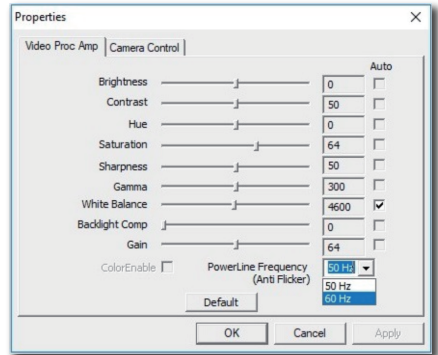 Properties
Video Proc Amp Camera Control
Auto
Brightness 0
Contrast 50
Hue 0
Saturation 64
Sharpness 50
Gamma 300
White Balance 4600
Backlight Comp 0
Gain 64
ColorEnable PowerLine Frequency 50 Hz
(Anti Flicker)
50 Hz
60 Hz
Default
OK Cancel Apply